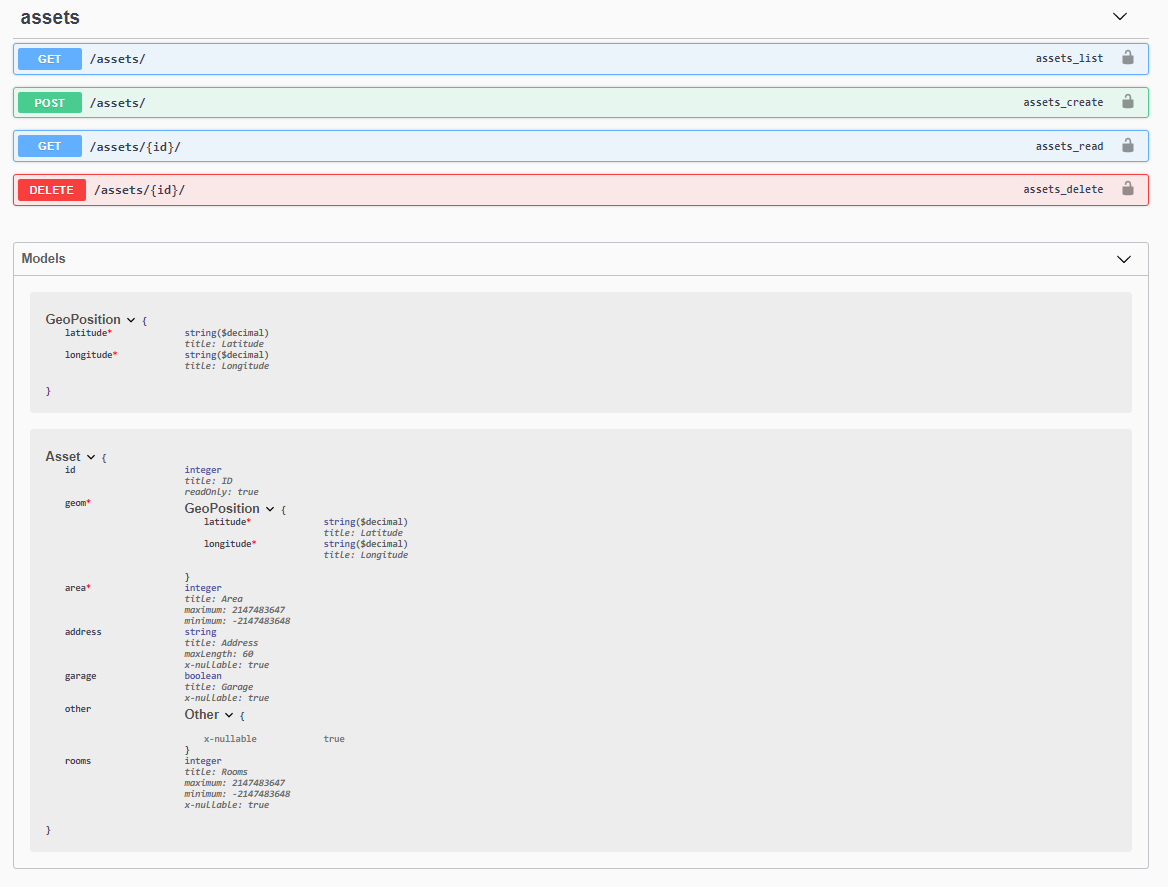 assets
GET /assets/ assets_list
POST /assets/ assets_create
GET /assets/{id}/ assets_read
DELETE /assets/{id}/ assets_delete
Models
GeoPosition {
latitude* string($decimal)
title: Latitude
longitude* string($decimal)
title: Longitude
}
Asset {
id integer
title: ID
readOnly: true
geom* GeoPosition {
latitude* string($decimal)
title: Latitude
longitude* string($decimal)
title: Longitude
}
area* integer
title: Area
maximum: 2147483647
minimum: -2147483648
address string
title: Address
maxLength: 60
x-nullable: true
garage boolean
title: Garage
x-nullable: true
other Other {
x-nullable true
}
rooms integer
title: Rooms
maximum: 2147483647
minimum: -2147483648
x-nullable: true
}